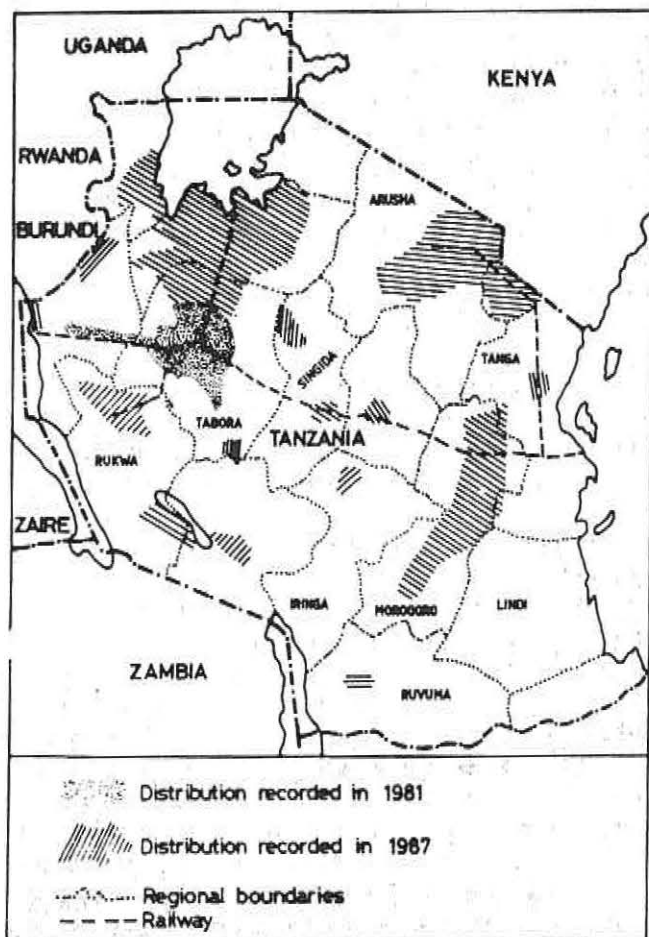 UGANDA
KENYA
RWANDA
ARUSHA
BURUNDI
SINGIDA
TANGA
TABORA
TANZANIA
RUKWA
ZAIRE
IRINGA
MOROGORO
LINDI
ZAMBIA
RUVUMA
Distribution recorded in 1981
Distribution recorded in 1987
Regional boundaries
Railway